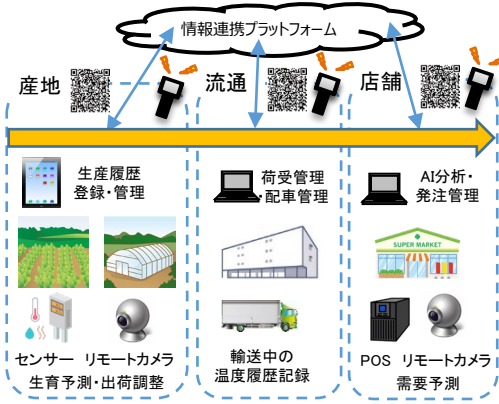 情報連携プラットフォーム
産地
流通
店舗
生産履歴
登録・管理
荷受管理
・配車管理
AI分析・
発注管理
SUPER MARKET
センサー リモートカメラ
生育予測・出荷調整
輸送中の
温度履歴記録
POS リモートカメラ
需要予測